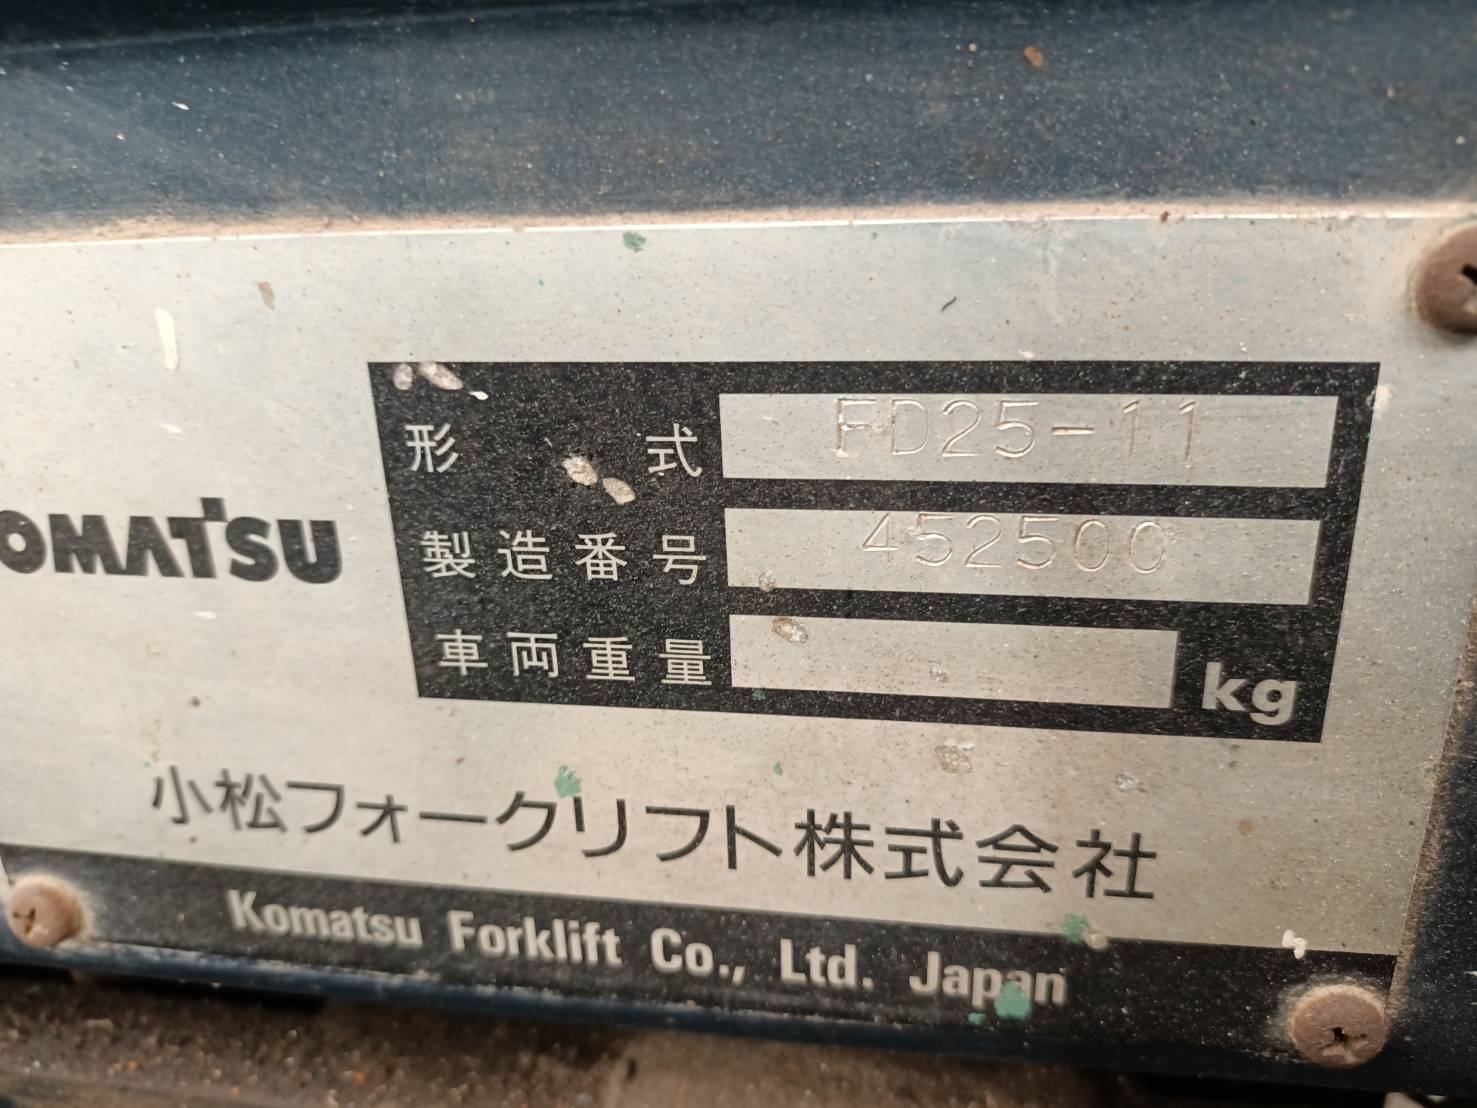 KOMATSU
形式 FD25-11
製造番号 452500
車両重量 kg
小松フォークリフト株式会社
Komatsu Forklift Co., Ltd. Japan